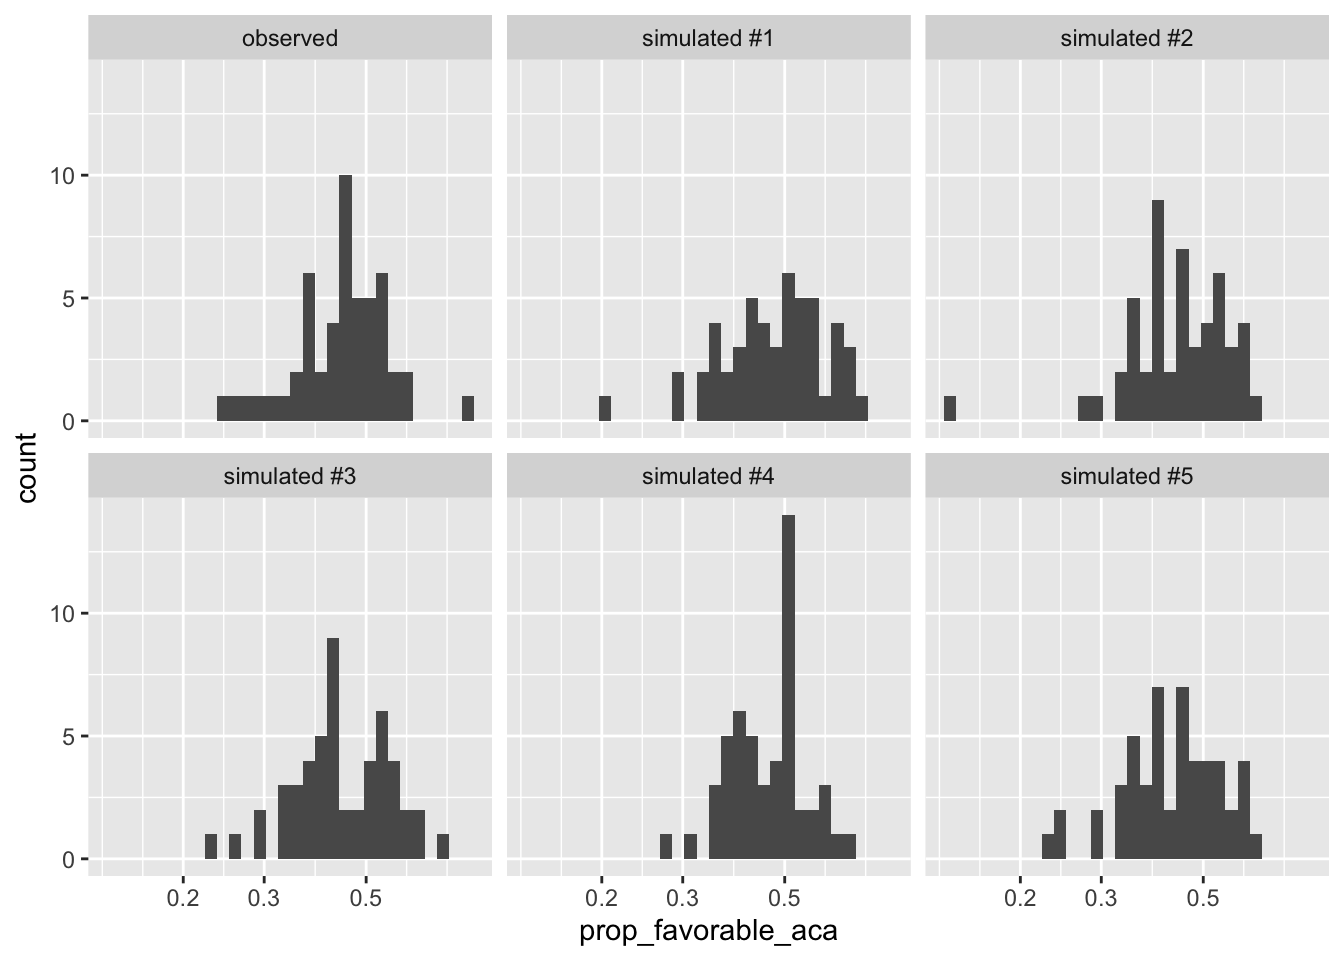 observed
simulated #1
simulated #2
10
5
0
simulated #3
simulated #4
simulated #5
10
5
0
0.2 0.3 0.5 0.2 0.3 0.5 0.2 0.3 0.5
prop_favorable_aca
count